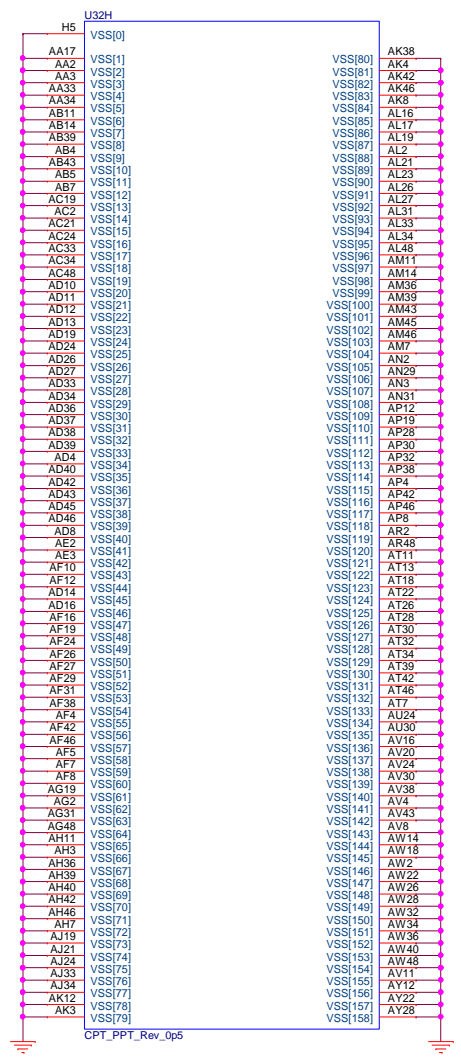 U32H
H5 VSS[0]
AA17 VSS[1] VSS[80] AK38
AA2 VSS[2] VSS[81] AK4
AA3 VSS[3] VSS[82] AK42
AA33 VSS[4] VSS[83] AK46
AA34 VSS[5] VSS[84] AK8
AB11 VSS[6] VSS[85] AL16
AB14 VSS[7] VSS[86] AL17
AB39 VSS[8] VSS[87] AL19
AB4 VSS[9] VSS[88] AL2
AB43 VSS[10] VSS[89] AL21
AB5 VSS[11] VSS[90] AL23
AB7 VSS[12] VSS[91] AL26
AC19 VSS[13] VSS[92] AL27
AC2 VSS[14] VSS[93] AL31
AC21 VSS[15] VSS[94] AL33
AC24 VSS[16] VSS[95] AL34
AC33 VSS[17] VSS[96] AL48
AC34 VSS[18] VSS[97] AM11
AC48 VSS[19] VSS[98] AM14
AD10 VSS[20] VSS[99] AM36
AD11 VSS[21] VSS[100] AM39
AD12 VSS[22] VSS[101] AM43
AD13 VSS[23] VSS[102] AM45
AD19 VSS[24] VSS[103] AM46
AD24 VSS[25] VSS[104] AM7
AD26 VSS[26] VSS[105] AN2
AD27 VSS[27] VSS[106] AN29
AD33 VSS[28] VSS[107] AN3
AD34 VSS[29] VSS[108] AN31
AD36 VSS[30] VSS[109] AP12
AD37 VSS[31] VSS[110] AP19
AD38 VSS[32] VSS[111] AP28
AD39 VSS[33] VSS[112] AP30
AD4 VSS[34] VSS[113] AP32
AD40 VSS[35] VSS[114] AP38
AD42 VSS[36] VSS[115] AP4
AD43 VSS[37] VSS[116] AP42
AD45 VSS[38] VSS[117] AP46
AD46 VSS[39] VSS[118] AP8
AD8 VSS[40] VSS[119] AR2
AE2 VSS[41] VSS[120] AR48
AE3 VSS[42] VSS[121] AT11
AF10 VSS[43] VSS[122] AT13
AF12 VSS[44] VSS[123] AT18
AD14 VSS[45] VSS[124] AT22
AD16 VSS[46] VSS[125] AT26
AF16 VSS[47] VSS[126] AT28
AF19 VSS[48] VSS[127] AT30
AF24 VSS[49] VSS[128] AT32
AF26 VSS[50] VSS[129] AT34
AF27 VSS[51] VSS[130] AT39
AF29 VSS[52] VSS[131] AT42
AF31 VSS[53] VSS[132] AT46
AF38 VSS[54] VSS[133] AT7
AF4 VSS[55] VSS[134] AU24
AF42 VSS[56] VSS[135] AU30
AF46 VSS[57] VSS[136] AV16
AF5 VSS[58] VSS[137] AV20
AF7 VSS[59] VSS[138] AV24
AF8 VSS[60] VSS[139] AV30
AG19 VSS[61] VSS[140] AV38
AG2 VSS[62] VSS[141] AV4
AG31 VSS[63] VSS[142] AV43
AG48 VSS[64] VSS[143] AV8
AH11 VSS[65] VSS[144] AW14
AH3 VSS[66] VSS[145] AW18
AH36 VSS[67] VSS[146] AW2
AH39 VSS[68] VSS[147] AW22
AH40 VSS[69] VSS[148] AW26
AH42 VSS[70] VSS[149] AW28
AH46 VSS[71] VSS[150] AW32
AH7 VSS[72] VSS[151] AW34
AJ19 VSS[73] VSS[152] AW36
AJ21 VSS[74] VSS[153] AW40
AJ24 VSS[75] VSS[154] AW48
AJ33 VSS[76] VSS[155] AV11
AJ34 VSS[77] VSS[156] AY12
AK12 VSS[78] VSS[157] AY22
AK3 VSS[79] VSS[158] AY28
CPT_PPT_Rev_0p5